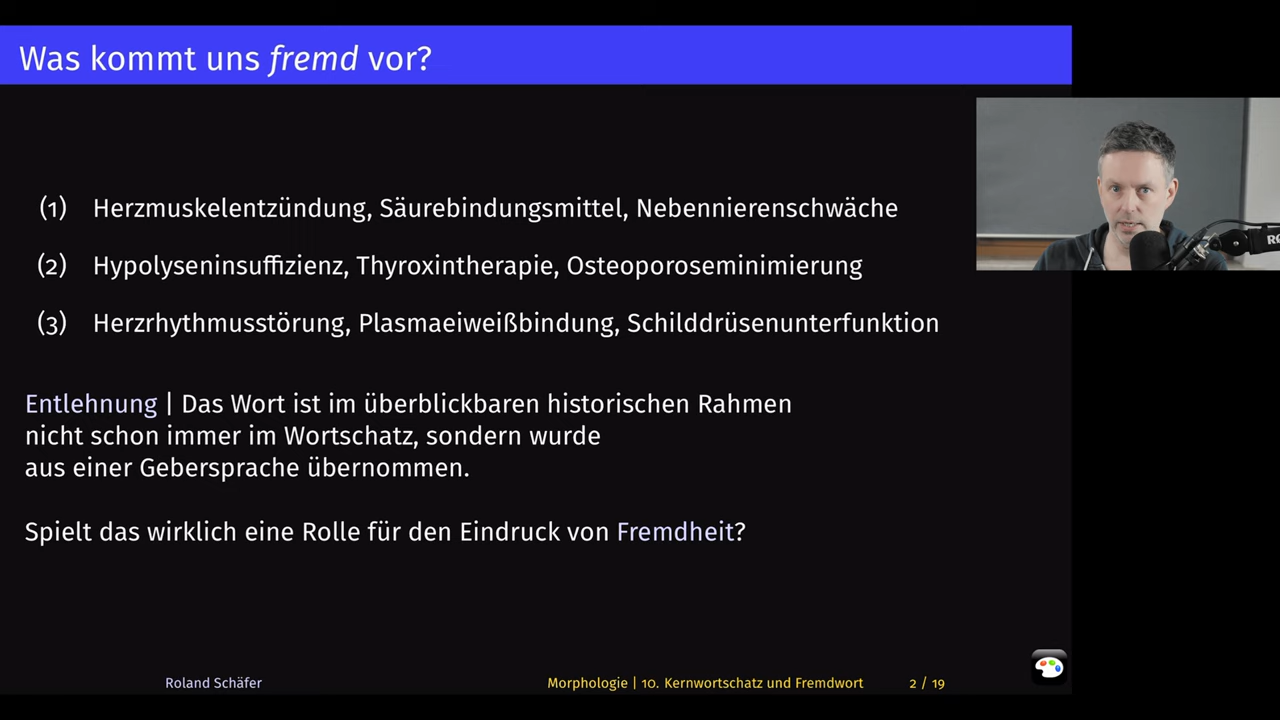 Was kommt uns fremd vor?
(1) Herzmuskelentzündung, Säurebindungsmittel, Nebennierenschwäche
(2) Hypolyseninsuffizienz, Thyroxintherapie, Osteoporoseminimierung
(3) Herzrhythmusstörung, Plasmaeiweißbindung, Schilddrüsenunterfunktion
Entlehnung | Das Wort ist im überblickbaren historischen Rahmen
nicht schon immer im Wortschatz, sondern wurde
aus einer Gebersprache übernommen.
Spielt das wirklich eine Rolle für den Eindruck von Fremdheit?
Roland Schäfer Morphologie | 10. Kernwortschatz und Fremdwort 2 / 19